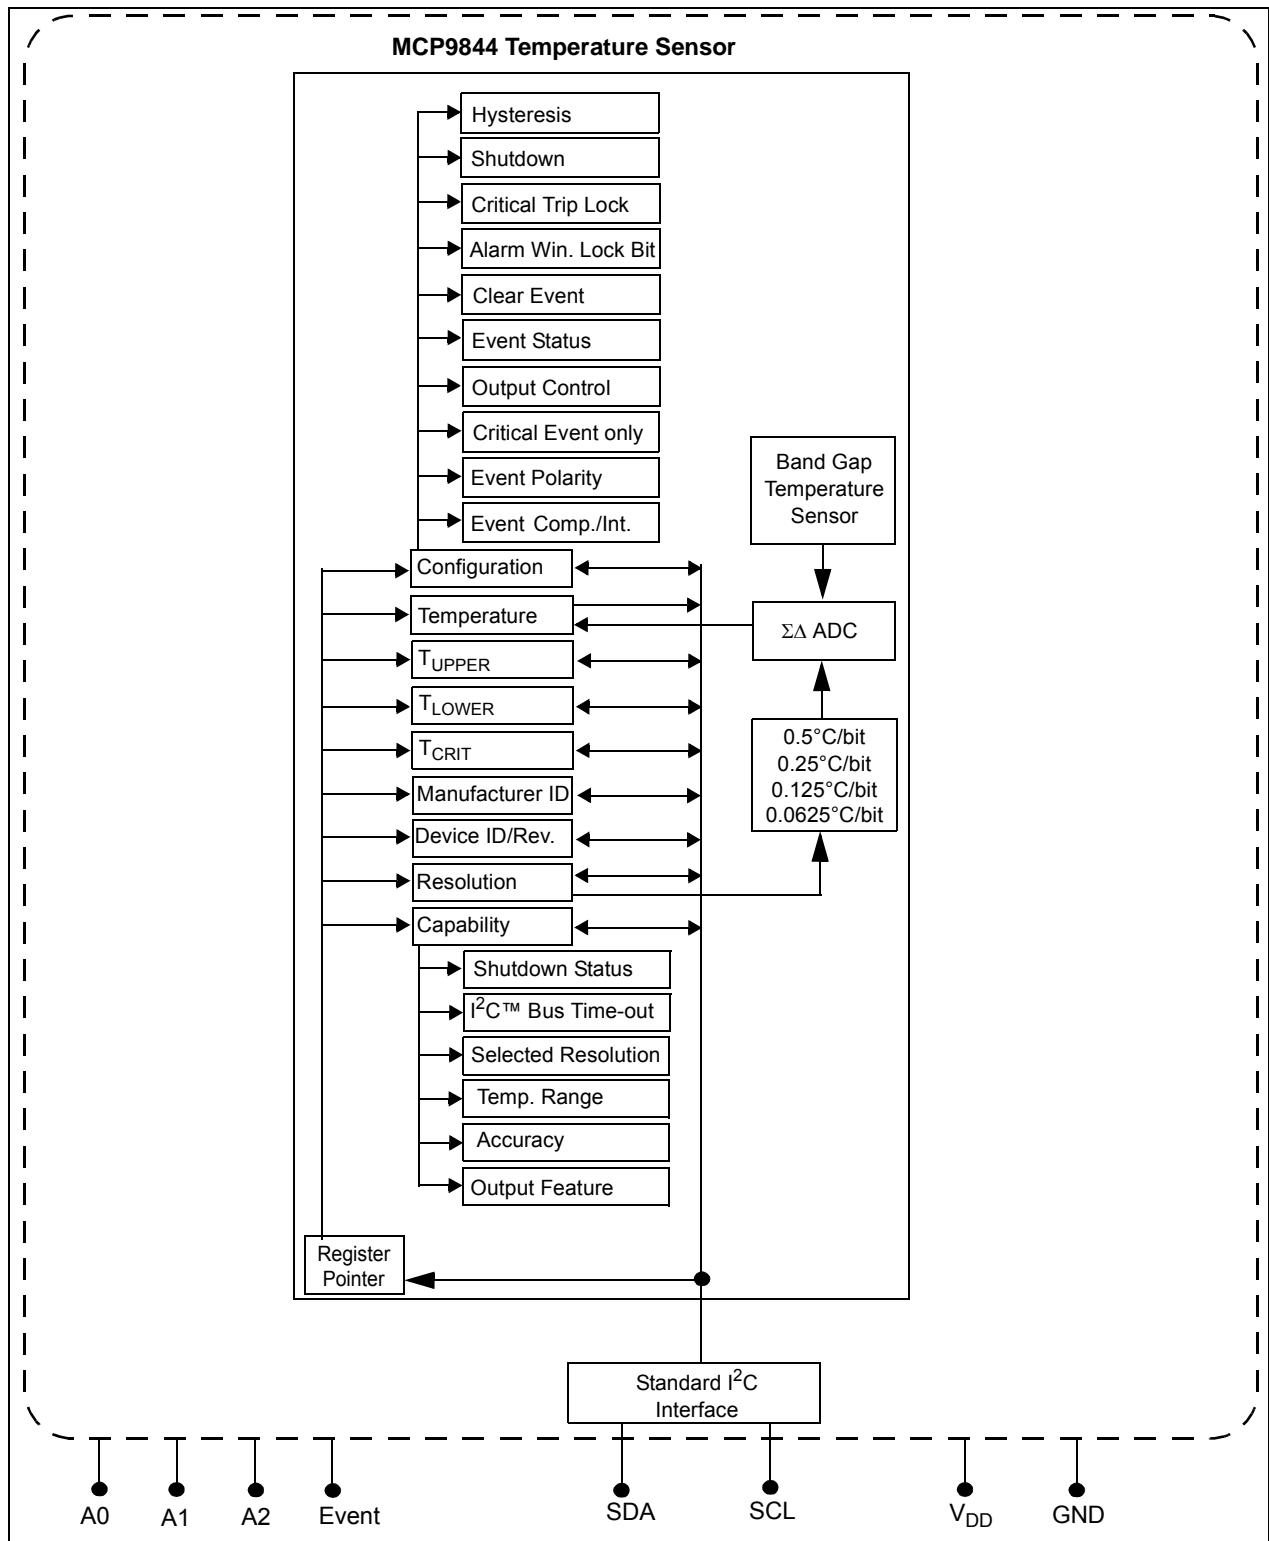 MCP9844 Temperature Sensor
Hysteresis
Shutdown
Critical Trip Lock
Alarm Win. Lock Bit
Clear Event
Event Status
Output Control
Critical Event only
Event Polarity
Event Comp./Int.
Band Gap
Temperature
Sensor
Configuration
Temperature
ΣΔ ADC
TUPPER
TLOWER
TCRIT
0.5°C/bit
0.25°C/bit
0.125°C/bit
0.0625°C/bit
Manufacturer ID
Device ID/Rev.
Resolution
Capability
Shutdown Status
I2C™ Bus Time-out
Selected Resolution
Temp. Range
Accuracy
Output Feature
Register
Pointer
Standard I2C
Interface
A0
A1
A2
Event
SDA
SCL
VDD
GND